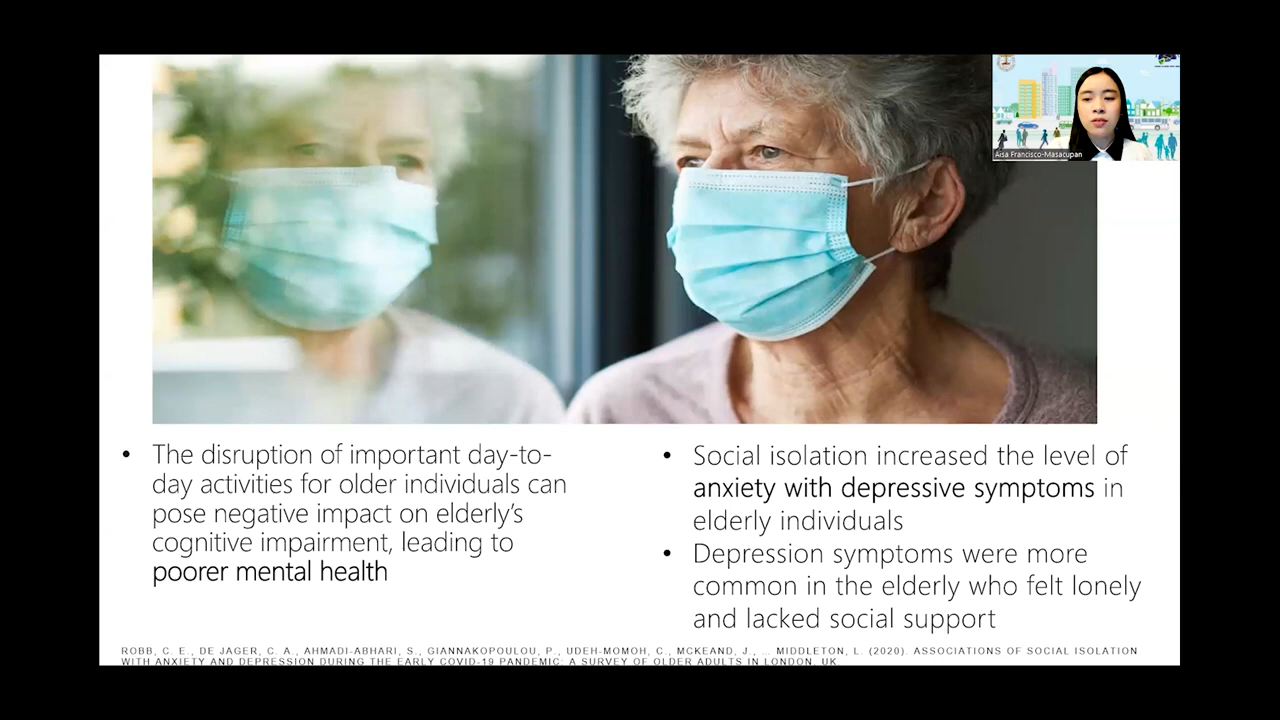 Aisa Francisco-Masacupan
• The disruption of important day-to-
day activities for older individuals can
pose negative impact on elderly's
cognitive impairment, leading to
poorer mental health
• Social isolation increased the level of
anxiety with depressive symptoms in
elderly individuals
• Depression symptoms were more
common in the elderly who felt lonely
and lacked social support
ROBB, C. E., DE JAGER, C. A., AHMADI-ABHARI, S., GIANNAKOPOULOU, P., UDEH-MOMOH, C., MCKEAND, J., … MIDDLETON, L. (2020). ASSOCIATIONS OF SOCIAL ISOLATION
WITH ANXIETY AND DEPRESSION DURING THE EARLY COVID-19 PANDEMIC: A SURVEY OF OLDER ADULTS IN LONDON, UK